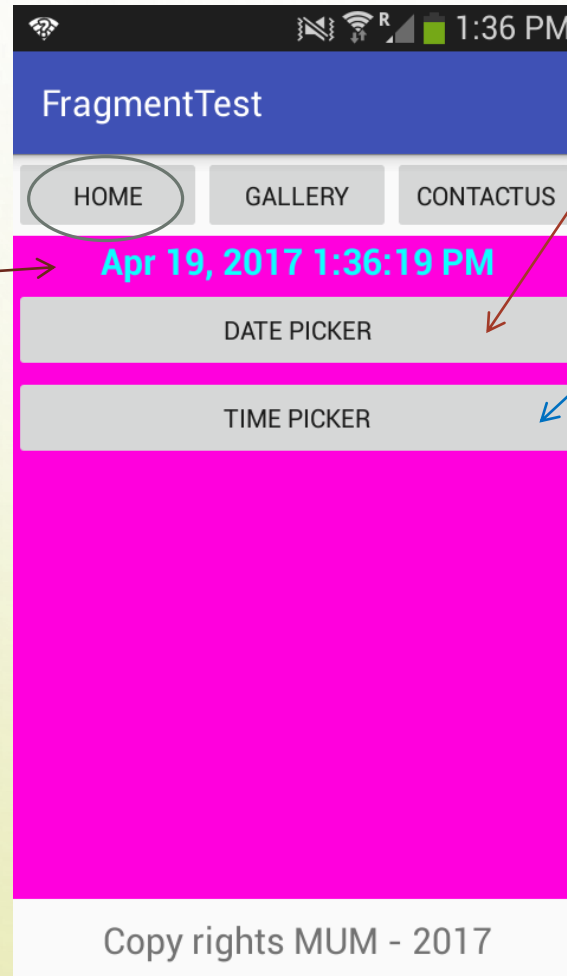 R 1:36 PM
FragmentTest
HOME GALLERY CONTACTUS
Apr 19, 2017 1:36:19 PM
DATE PICKER
TIME PICKER
Copy rights MUM - 2017